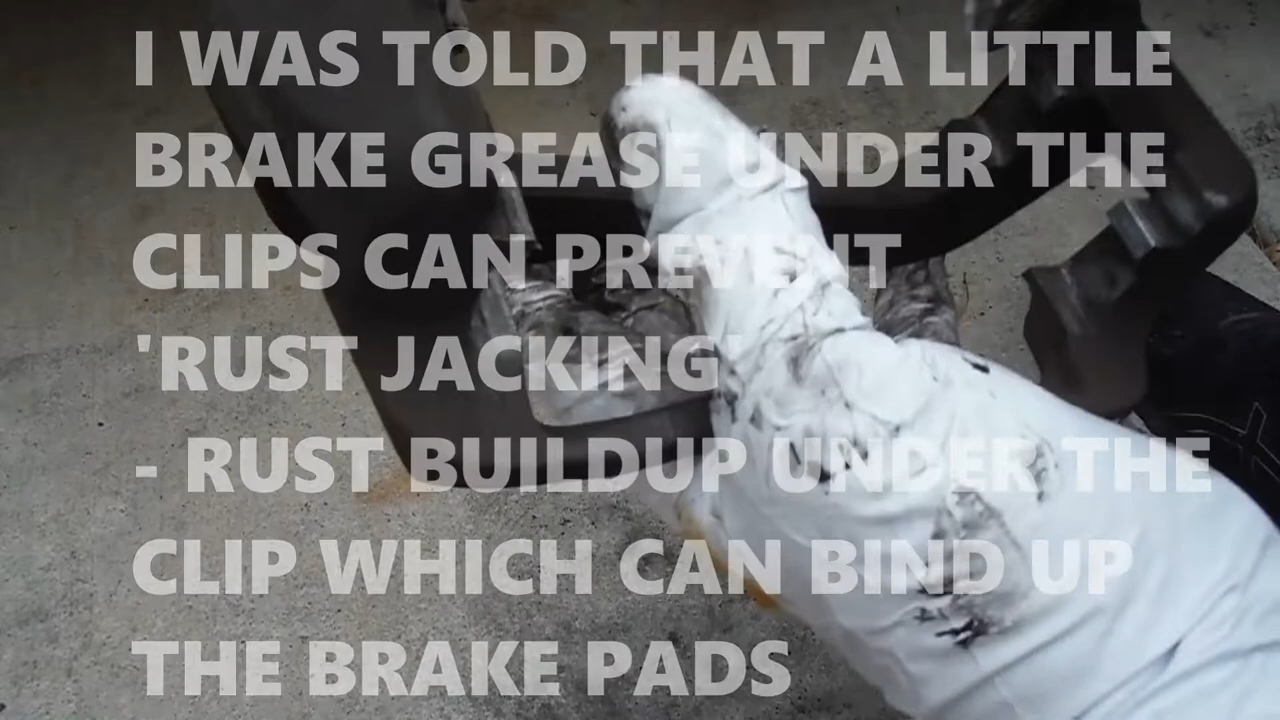 I WAS TOLD THAT A LITTLE
BRAKE GREASE UNDER THE
CLIPS CAN PREVENT
'RUST JACKING'
- RUST BUILDUP UNDER THE
CLIP WHICH CAN BIND UP
THE BRAKE PADS